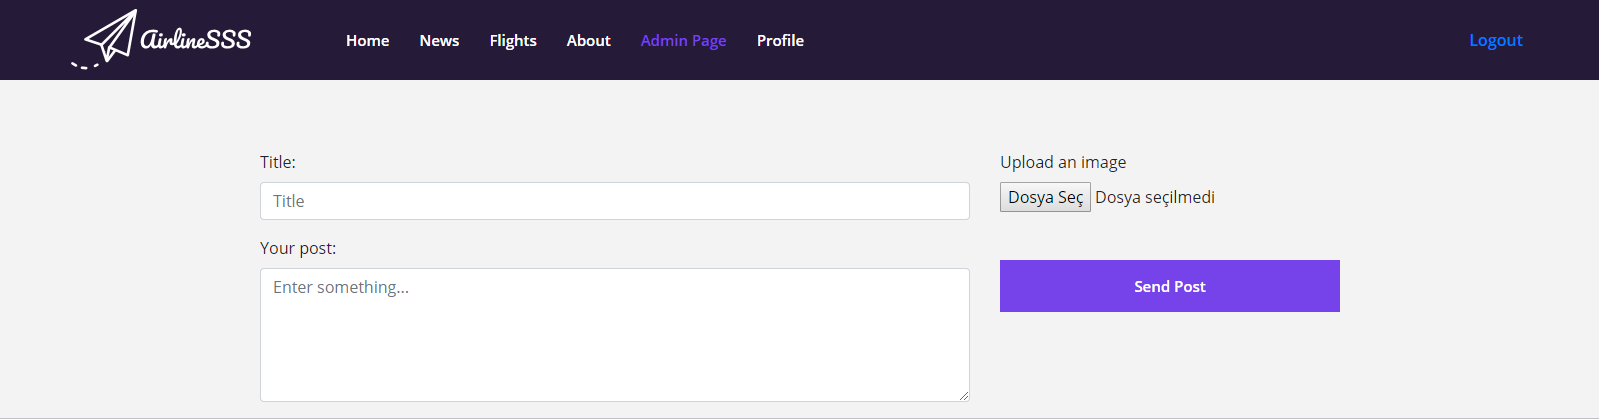 AirlineSSS
Home News Flights About Admin Page Profile Logout
Title:
Title
Your post:
Enter something...
Upload an image
Dosya Seç Dosya seçilmedi
Send Post